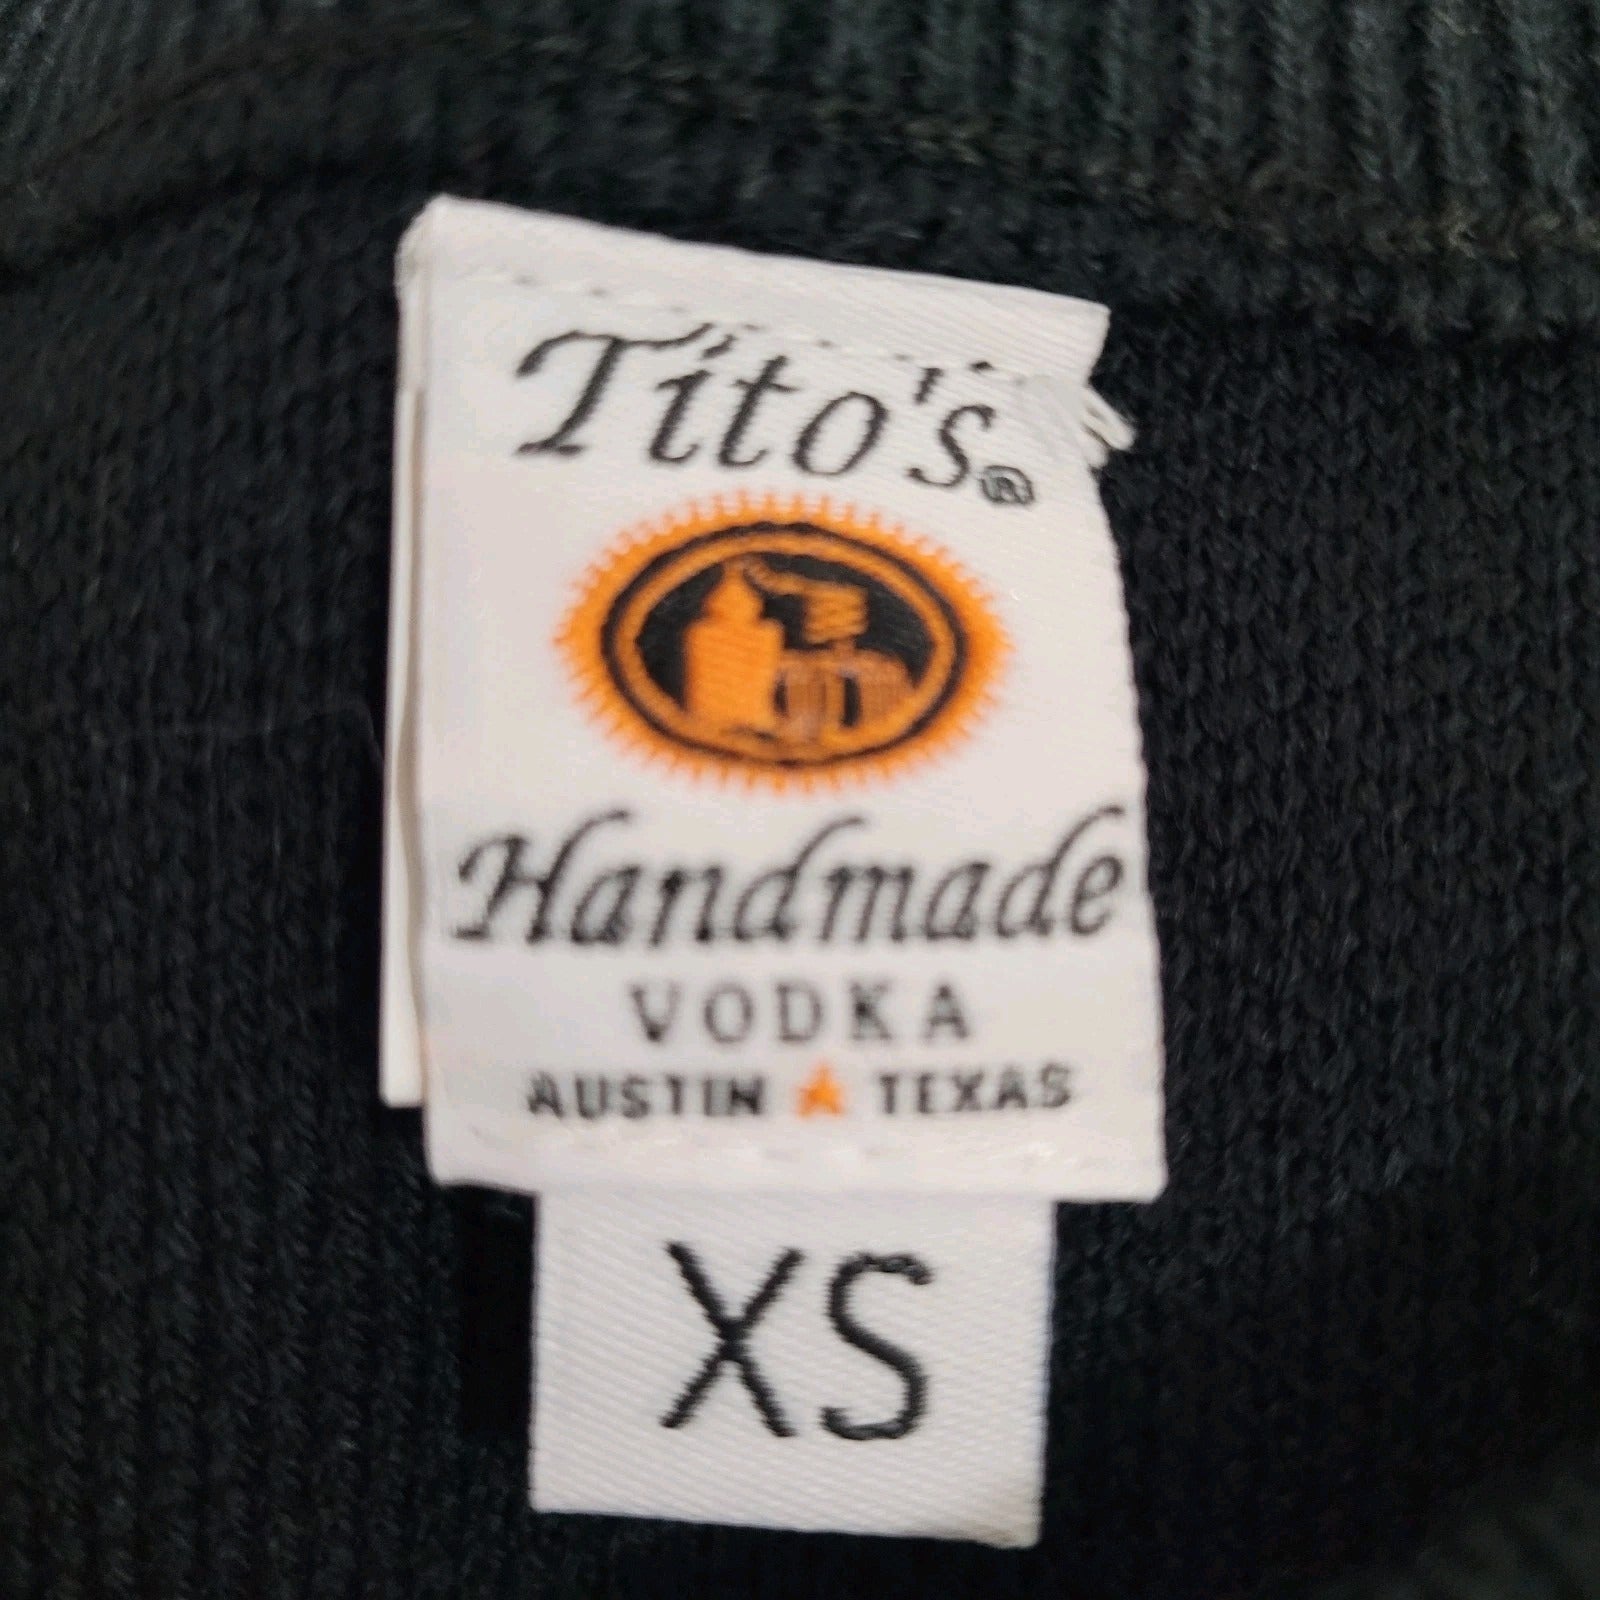 Tito's®
Handmade
VODKA
AUSTIN ★ TEXAS
XS